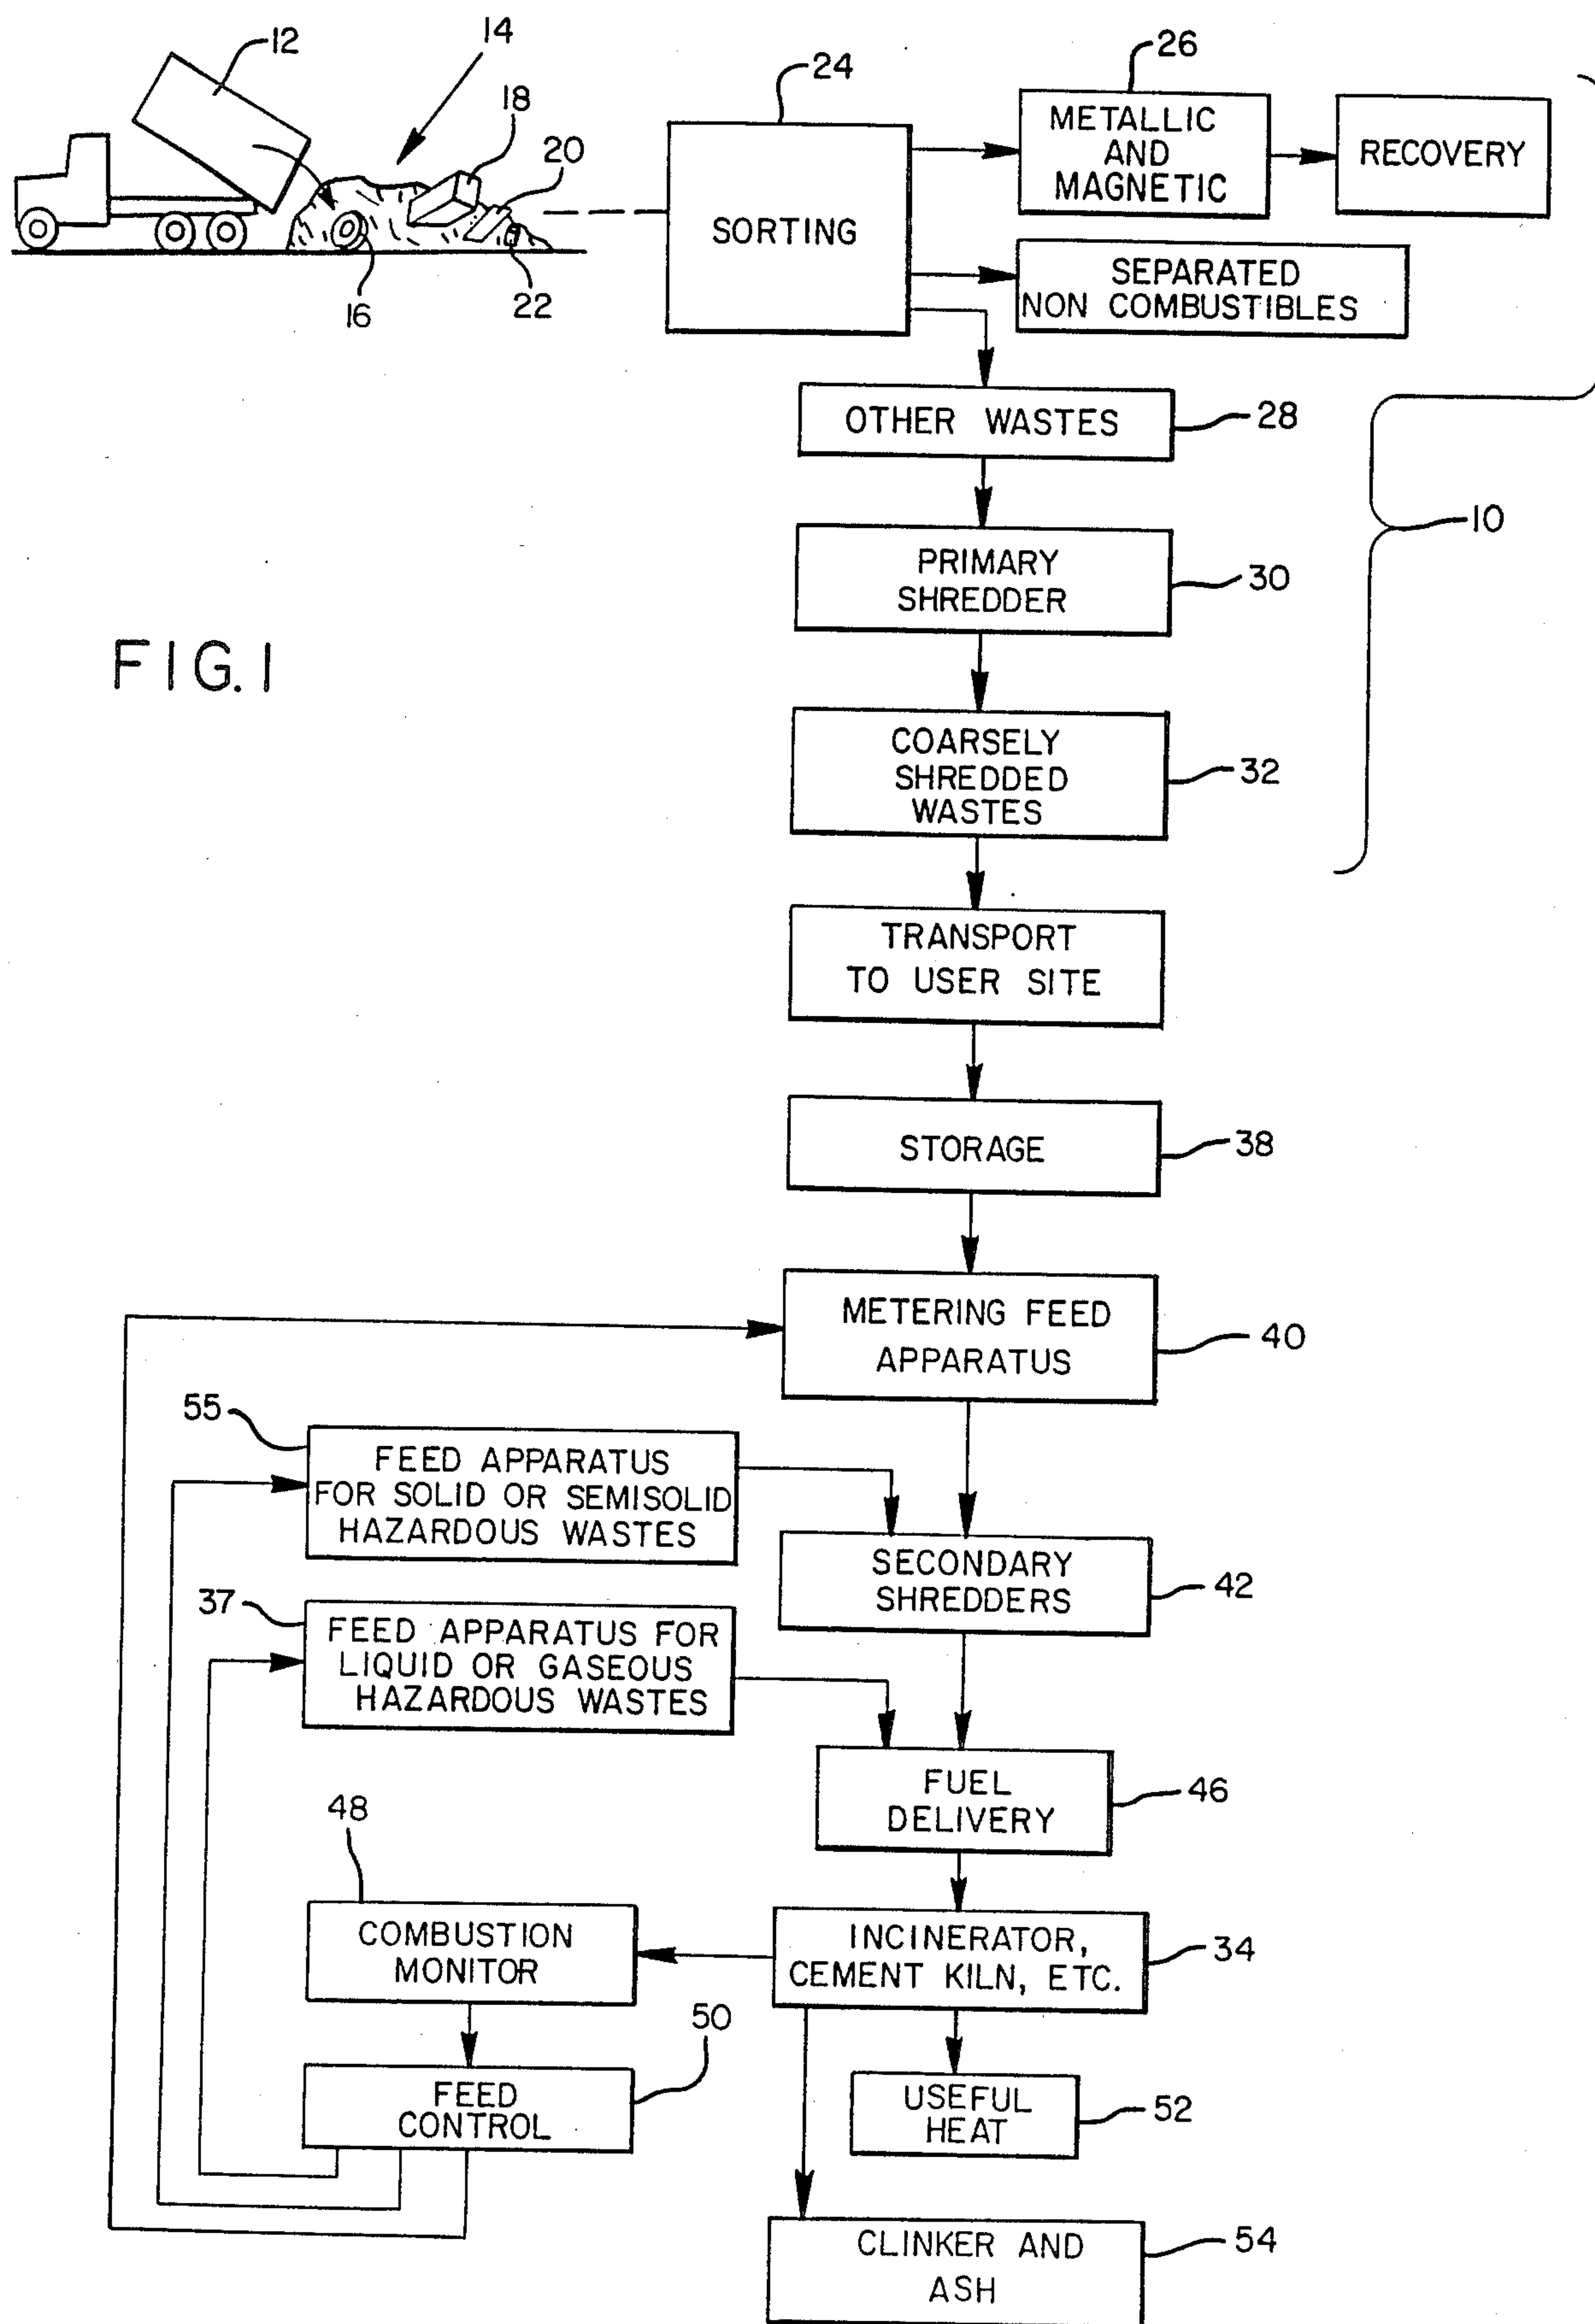 12
14
18
20
16
22
24
SORTING
26
METALLIC
AND
MAGNETIC
RECOVERY
SEPARATED
NON COMBUSTIBLES
OTHER WASTES
28
10
PRIMARY
SHREDDER
30
FIG. 1
COARSELY
SHREDDED
WASTES
32
TRANSPORT
TO USER SITE
STORAGE
38
METERING FEED
APPARATUS
40
55
FEED APPARATUS
FOR SOLID OR SEMISOLID
HAZARDOUS WASTES
SECONDARY
SHREDDERS
42
37
FEED APPARATUS FOR
LIQUID OR GASEOUS
HAZARDOUS WASTES
FUEL
DELIVERY
46
48
COMBUSTION
MONITOR
INCINERATOR,
CEMENT KILN, ETC.
34
50
FEED
CONTROL
USEFUL
HEAT
52
CLINKER AND
ASH
54